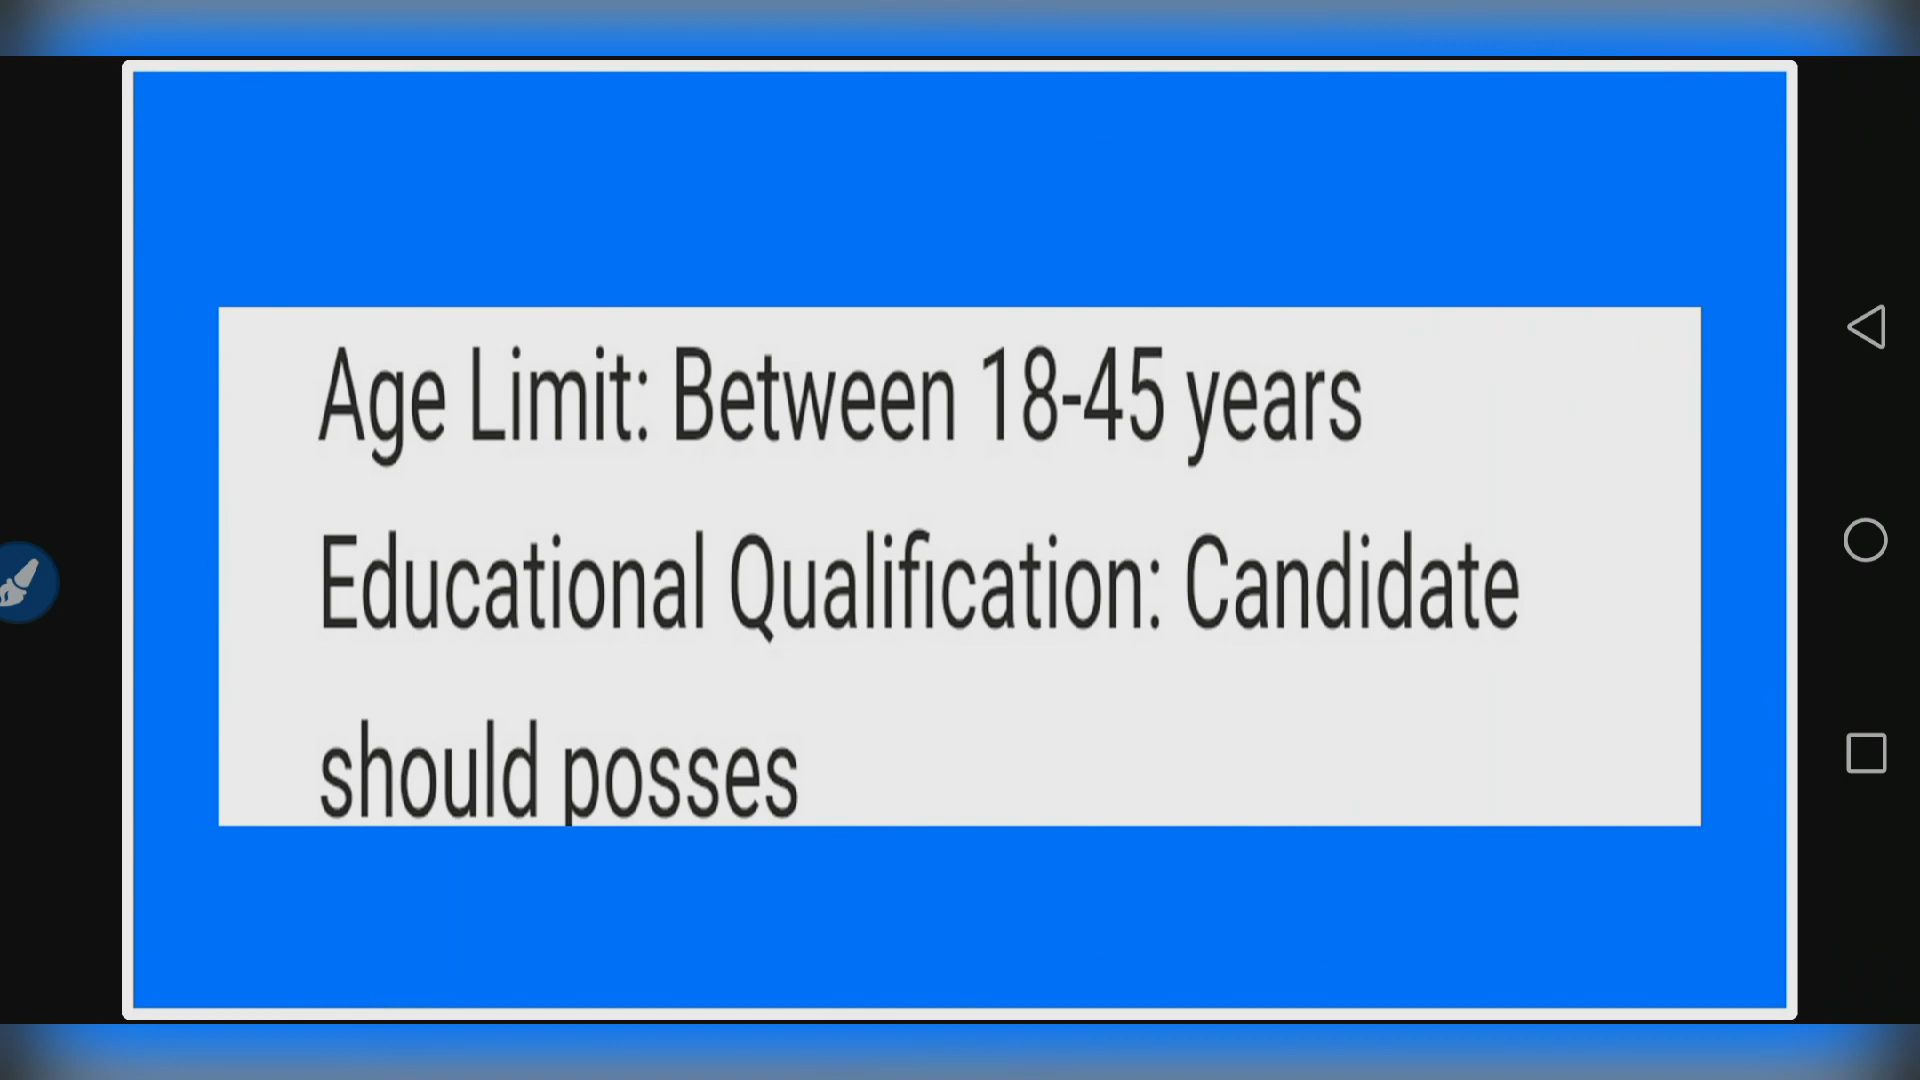 Age Limit: Between 18-45 years
Educational Qualification: Candidate
should posses